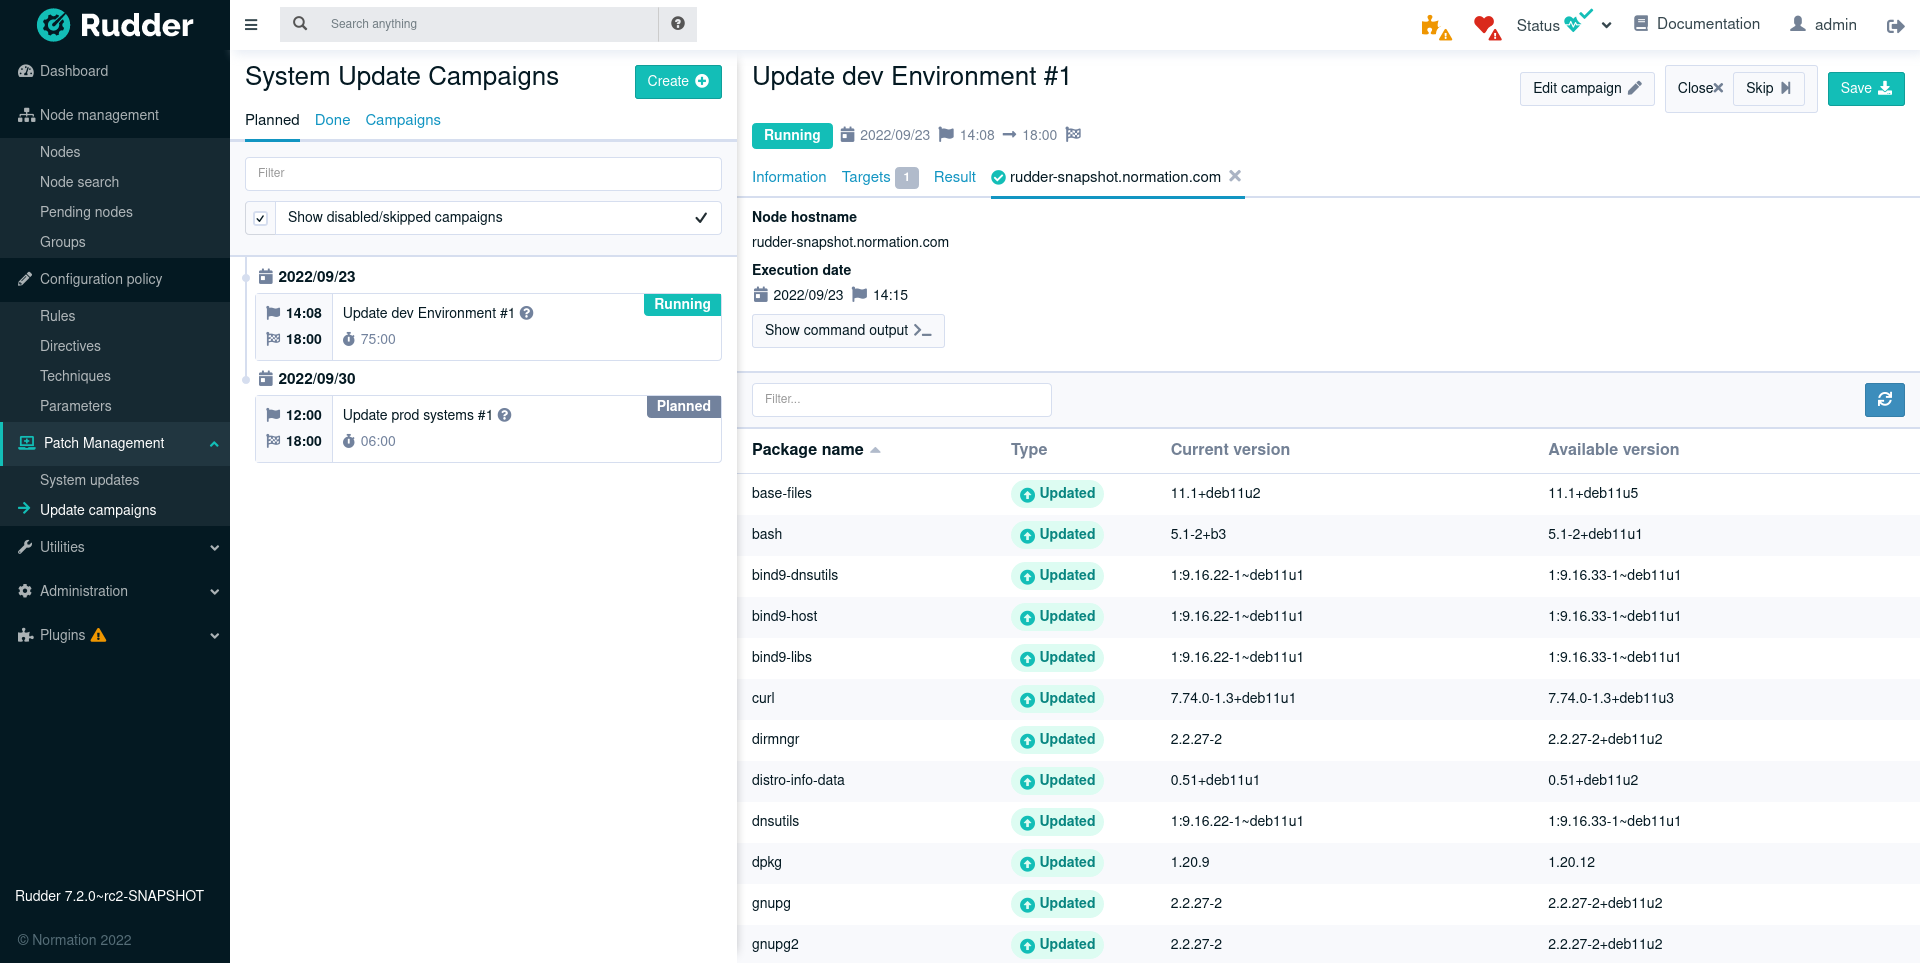 Rudder
Dashboard
Node management
Nodes
Node search
Pending nodes
Groups
Configuration policy
Rules
Directives
Techniques
Parameters
Patch Management
System updates
Update campaigns
Utilities
Administration
Plugins
Rudder 7.2.0~rc2-SNAPSHOT
© Normation 2022
Search anything
Status
Documentation
admin
System Update Campaigns
Create
Planned Done Campaigns
Filter
Show disabled/skipped campaigns
2022/09/23
14:08 Update dev Environment #1 Running
18:00 75:00
2022/09/30
12:00 Update prod systems #1 Planned
18:00 06:00
Update dev Environment #1
Edit campaign Close Skip Save
Running 2022/09/23 14:08 18:00
Information Targets 1 Result rudder-snapshot.normation.com
Node hostname
rudder-snapshot.normation.com
Execution date
2022/09/23 14:15
Show command output
Filter...
Package name Type Current version Available version
base-files Updated 11.1+deb11u2 11.1+deb11u5
bash Updated 5.1-2+b3 5.1-2+deb11u1
bind9-dnsutils Updated 1:9.16.22-1~deb11u1 1:9.16.33-1~deb11u1
bind9-host Updated 1:9.16.22-1~deb11u1 1:9.16.33-1~deb11u1
bind9-libs Updated 1:9.16.22-1~deb11u1 1:9.16.33-1~deb11u1
curl Updated 7.74.0-1.3+deb11u1 7.74.0-1.3+deb11u3
dirmngr Updated 2.2.27-2 2.2.27-2+deb11u2
distro-info-data Updated 0.51+deb11u1 0.51+deb11u2
dnsutils Updated 1:9.16.22-1~deb11u1 1:9.16.33-1~deb11u1
dpkg Updated 1.20.9 1.20.12
gnupg Updated 2.2.27-2 2.2.27-2+deb11u2
gnupg2 Updated 2.2.27-2 2.2.27-2+deb11u2